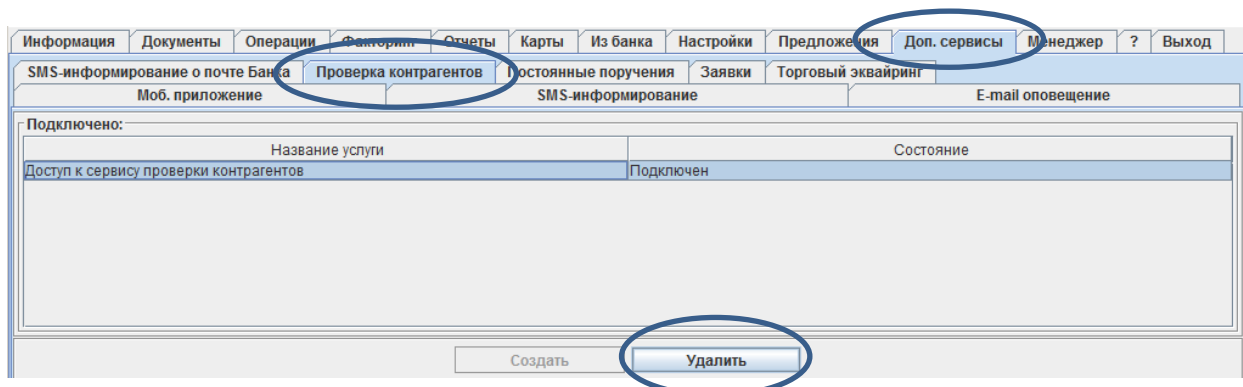 Информация Документы Операции Факторинг Отчеты Карты Из банка Настройки Предложения Доп. сервисы Менеджер ? Выход
SMS-информирование о почте Банка Проверка контрагентов Постоянные поручения Заявки Торговый эквайринг
Моб. приложение SMS-информирование E-mail оповещение
Подключено:
Название услуги Состояние
Доступ к сервису проверки контрагентов Подключен
Создать Удалить